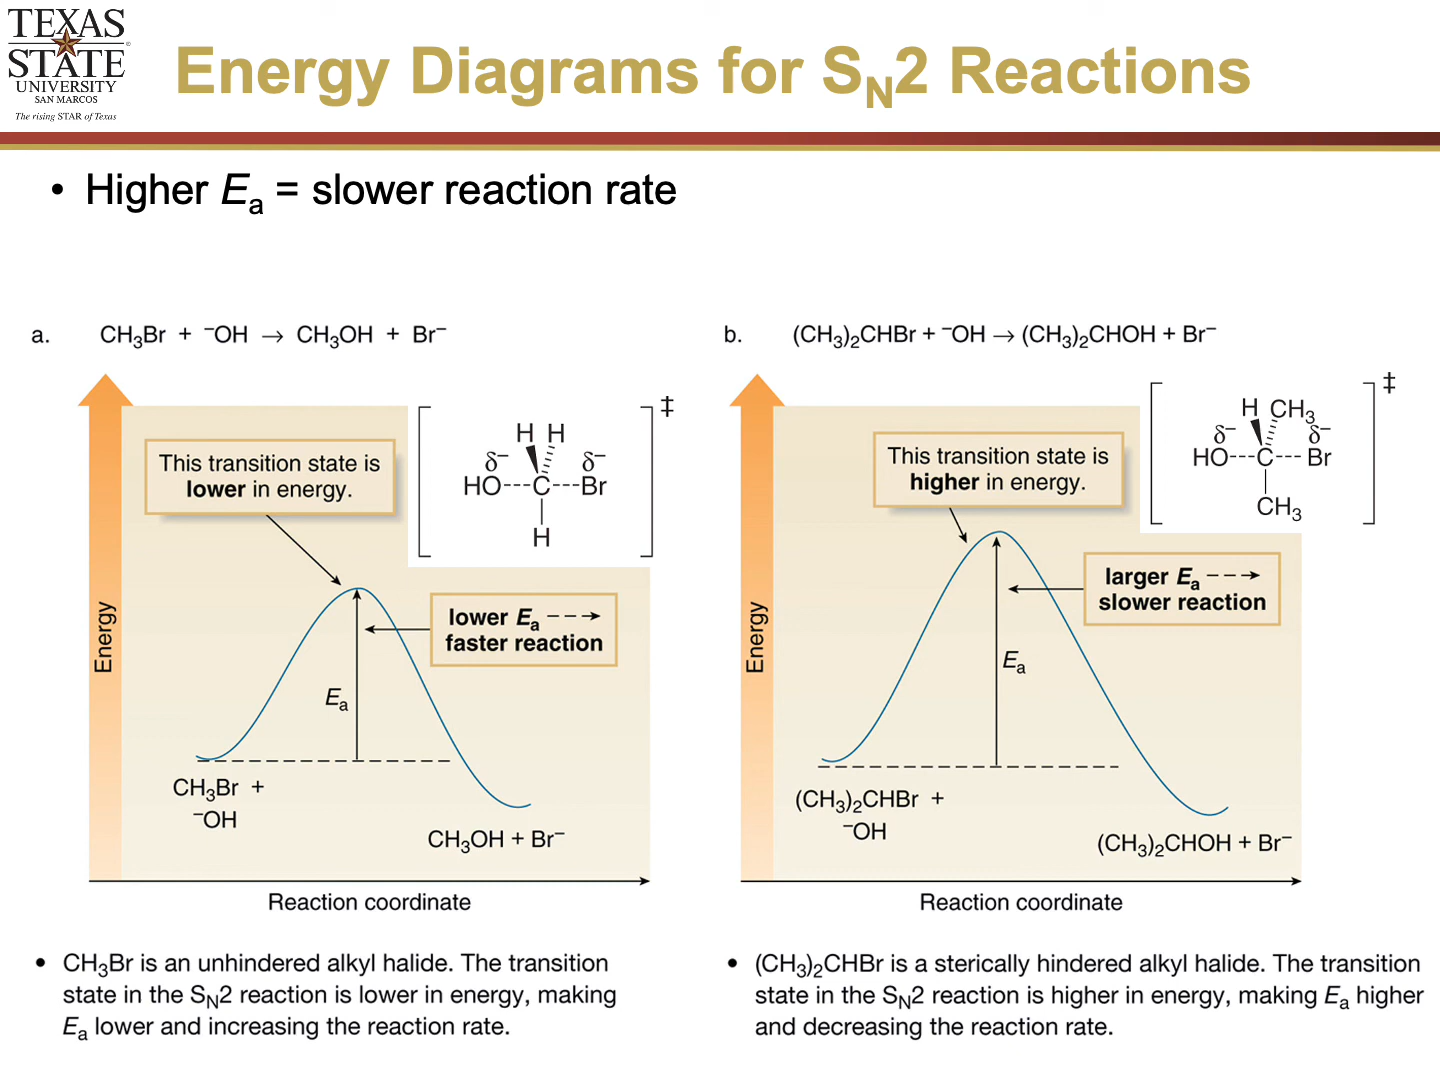 TEXAS
STATE
UNIVERSITY
SAN MARCOS
The rising STAR of Texas
Energy Diagrams for SN2 Reactions
• Higher Ea = slower reaction rate
a. CH3Br + ⁻OH → CH3OH + Br⁻
This transition state is
lower in energy.
‡
H H
δ⁻ δ⁻
HO---C---Br
H
lower Ea --->
faster reaction
Energy
Ea
CH3Br +
⁻OH
CH3OH + Br⁻
Reaction coordinate
• CH3Br is an unhindered alkyl halide. The transition
state in the SN2 reaction is lower in energy, making
Ea lower and increasing the reaction rate.
b. (CH3)2CHBr + ⁻OH → (CH3)2CHOH + Br⁻
This transition state is
higher in energy.
‡
H CH3
δ⁻ δ⁻
HO---C---Br
CH3
larger Ea --->
slower reaction
Energy
Ea
(CH3)2CHBr +
⁻OH
(CH3)2CHOH + Br⁻
Reaction coordinate
• (CH3)2CHBr is a sterically hindered alkyl halide. The transition
state in the SN2 reaction is higher in energy, making Ea higher
and decreasing the reaction rate.